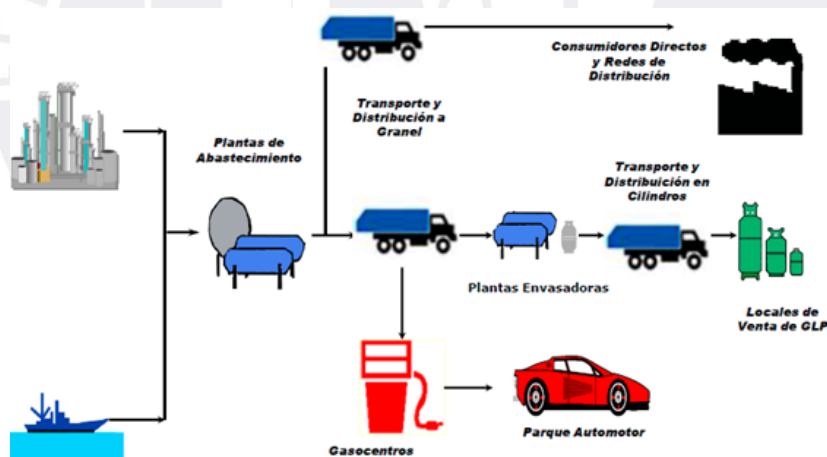 Consumidores Directos
y Redes de
Distribución
Transporte y
Distribución a
Granel
Plantas de
Abastecimiento
Transporte y
Distribuición en
Cilindros
Plantas Envasadoras
Locales de
Venta de GLP
Gasocentros
Parque Automotor